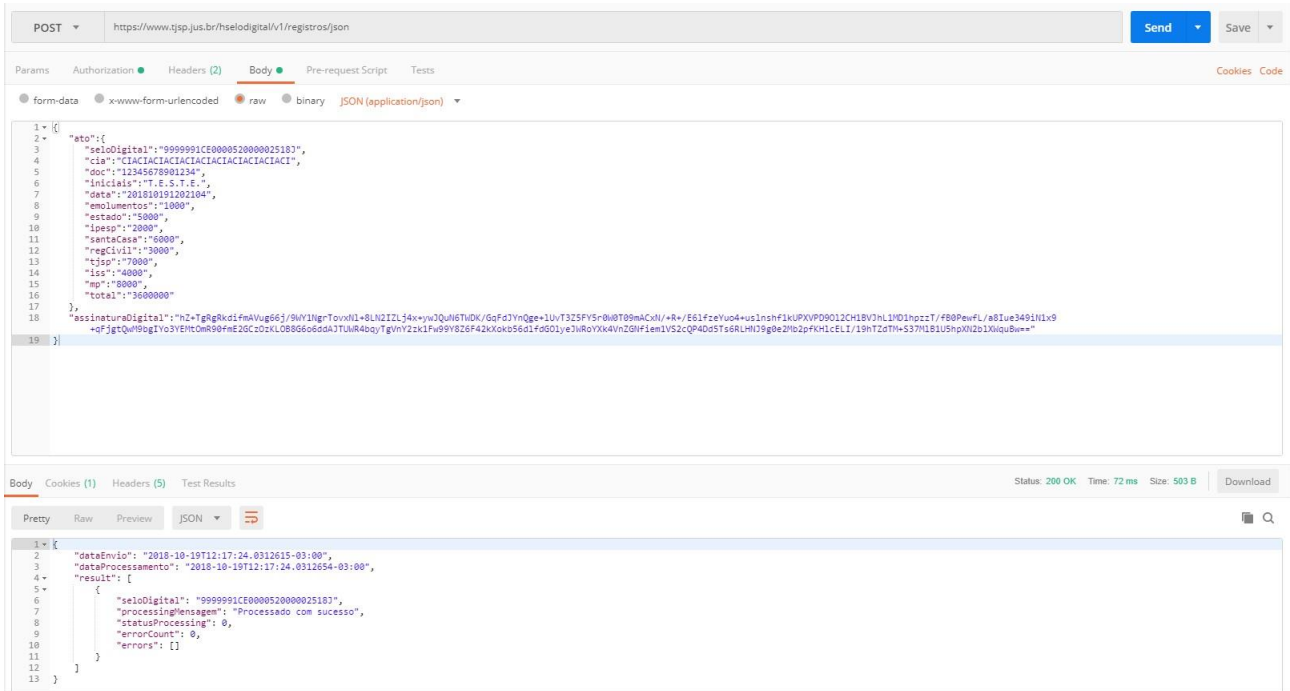 POST https://www.tjsp.jus.br/hselodigital/v1/registros/json Send Save
Params Authorization Headers (2) Body Pre-request Script Tests Cookies Code
form-data x-www-form-urlencoded raw binary JSON (application/json)
1 {
2 "ato":{
3 "seloDigital":"9999991CE000052000002518J",
4 "cia":"CIACIACIACIACIACIACIACIACIACIACI",
5 "doc":"12345678901234",
6 "iniciais":"T.E.S.T.E.",
7 "data":"201810191202104",
8 "emolumentos":"1000",
9 "estado":"5000",
10 "ipesp":"2000",
11 "santaCasa":"6000",
12 "regCivil":"3000",
13 "tjsp":"7000",
14 "iss":"4000",
15 "mp":"8000",
16 "total":"3600000"
17 },
18 "assinaturaDigital":
19 }
Body Cookies (1) Headers (5) Test Results Status: 200 OK Time: 72 ms Size: 503 B Download
Pretty Raw Preview JSON
1 {
2 "dataEnvio": "2018-10-19T12:17:24.0312615-03:00",
3 "dataProcessamento": "2018-10-19T12:17:24.0312654-03:00",
4 "result": [
5 {
6 "seloDigital": "9999991CE000052000002518J",
7 "processingMensagem": "Processado com sucesso",
8 "statusProcessing": 0,
9 "errorCount": 0,
10 "errors": []
11 }
12 ]
13 }